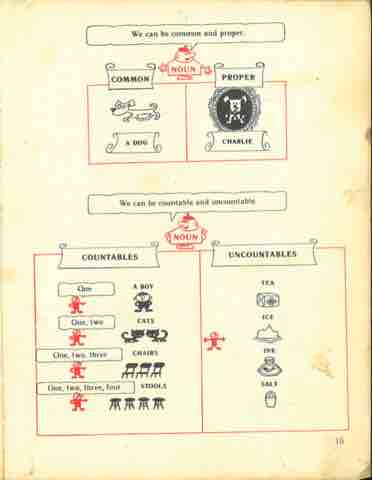 We can be common and proper.
NOUN
COMMON
PROPER
A DOG
CHARLIE
We can be countable and uncountable
NOUN
COUNTABLES
UNCOUNTABLES
One
A BOY
One, two
CATS
One, two, three
CHAIRS
One, two, three, four
STOOLS
TEA
ICE
INK
SALT